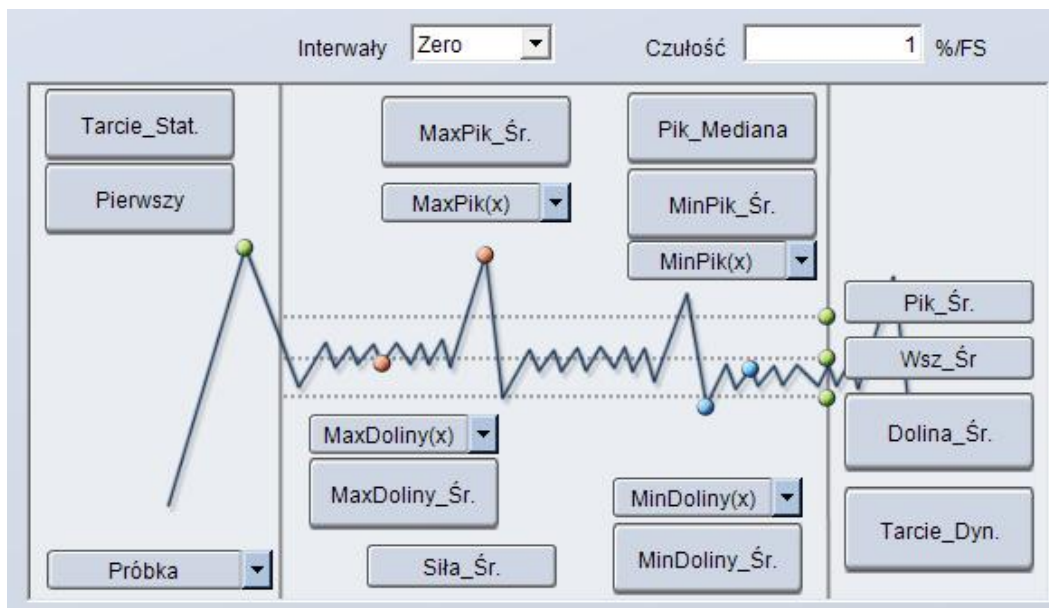 Interwały Zero Czułość 1 %/FS
Tarcie_Stat.
Pierwszy
MaxPik_Śr.
MaxPik(x)
Pik_Mediana
MinPik_Śr.
MinPik(x)
Pik_Śr.
Wsz_Śr
Dolina_Śr.
Tarcie_Dyn.
MaxDoliny(x)
MaxDoliny_Śr.
MinDoliny(x)
MinDoliny_Śr.
Próbka
Siła_Śr.